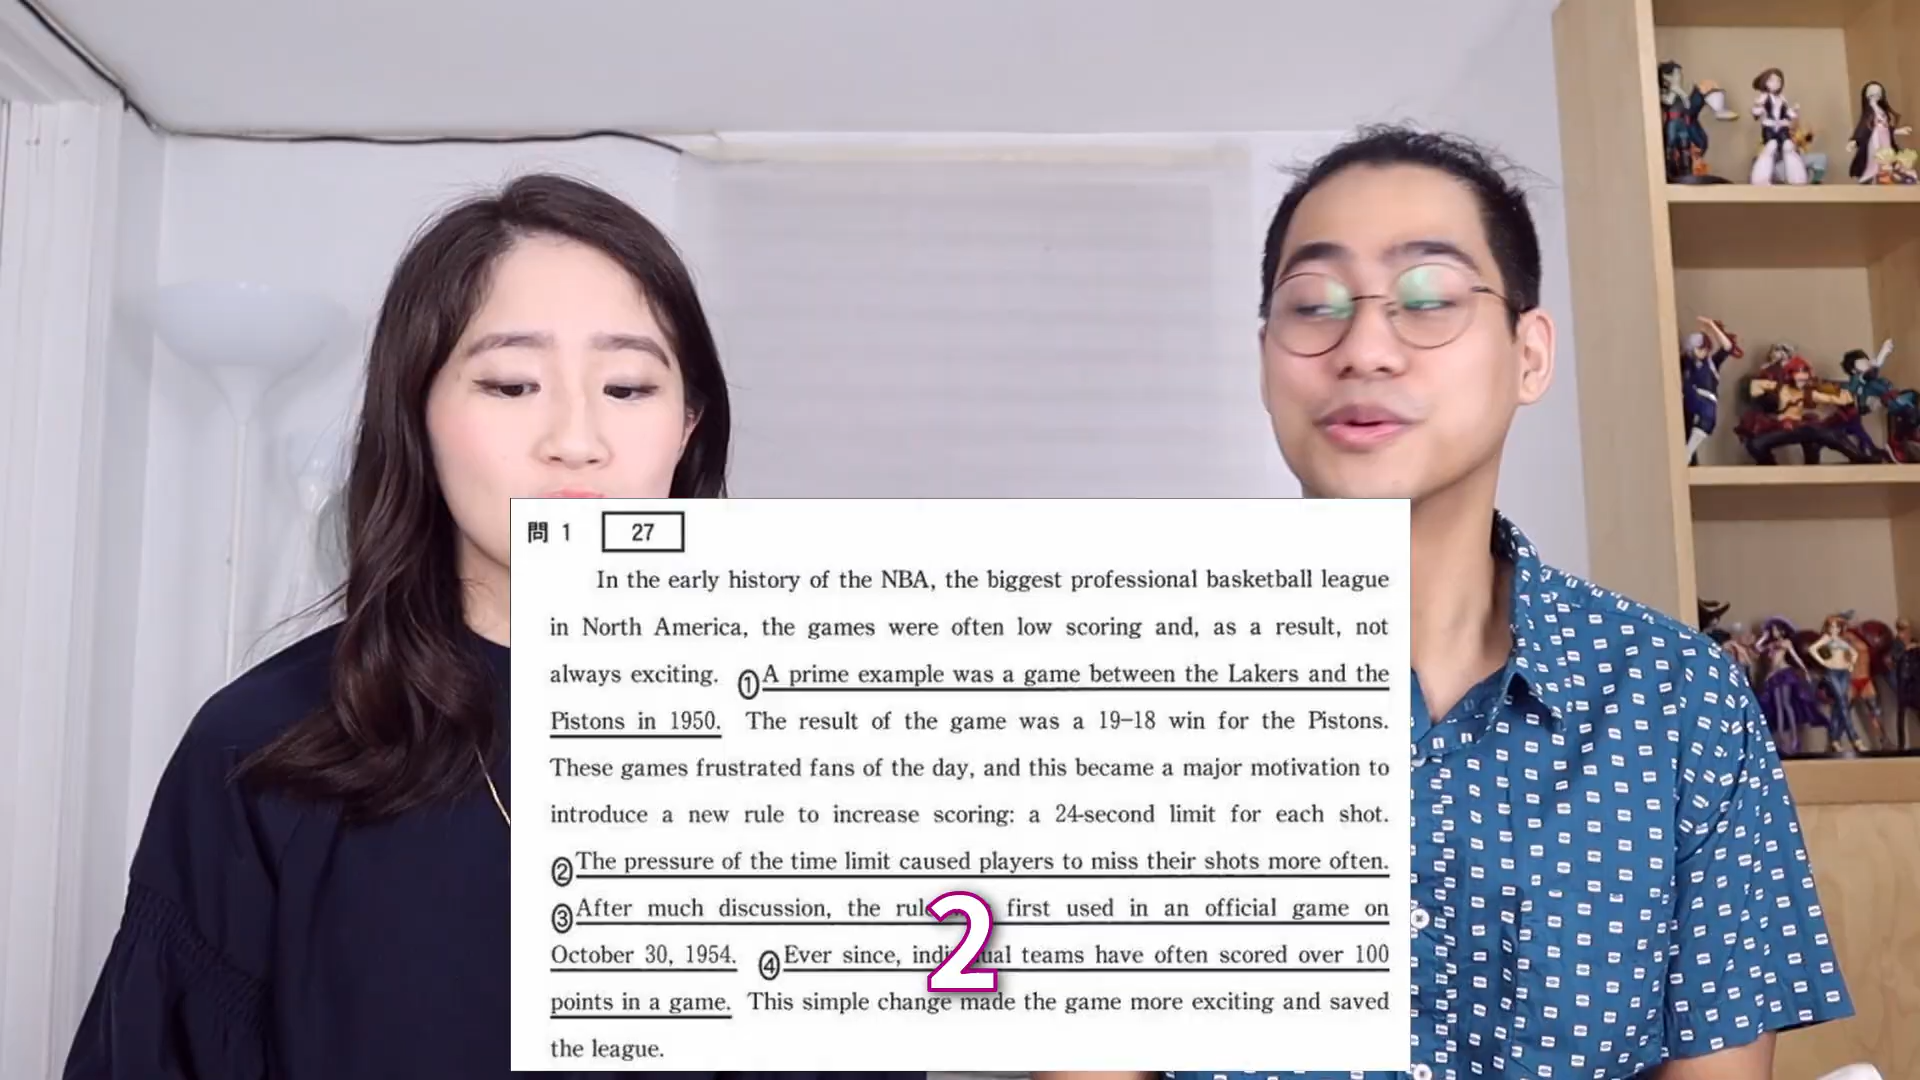 問 1 27
In the early history of the NBA, the biggest professional basketball league
in North America, the games were often low scoring and, as a result, not
always exciting. ①A prime example was a game between the Lakers and the
Pistons in 1950. The result of the game was a 19–18 win for the Pistons.
These games frustrated fans of the day, and this became a major motivation to
introduce a new rule to increase scoring: a 24-second limit for each shot.
②The pressure of the time limit caused players to miss their shots more often.
③After much discussion, the first used in an official game on
October 30, 1954. ④Ever since, teams have often scored over 100
points in a game. This simple change made the game more exciting and saved
the league.
2